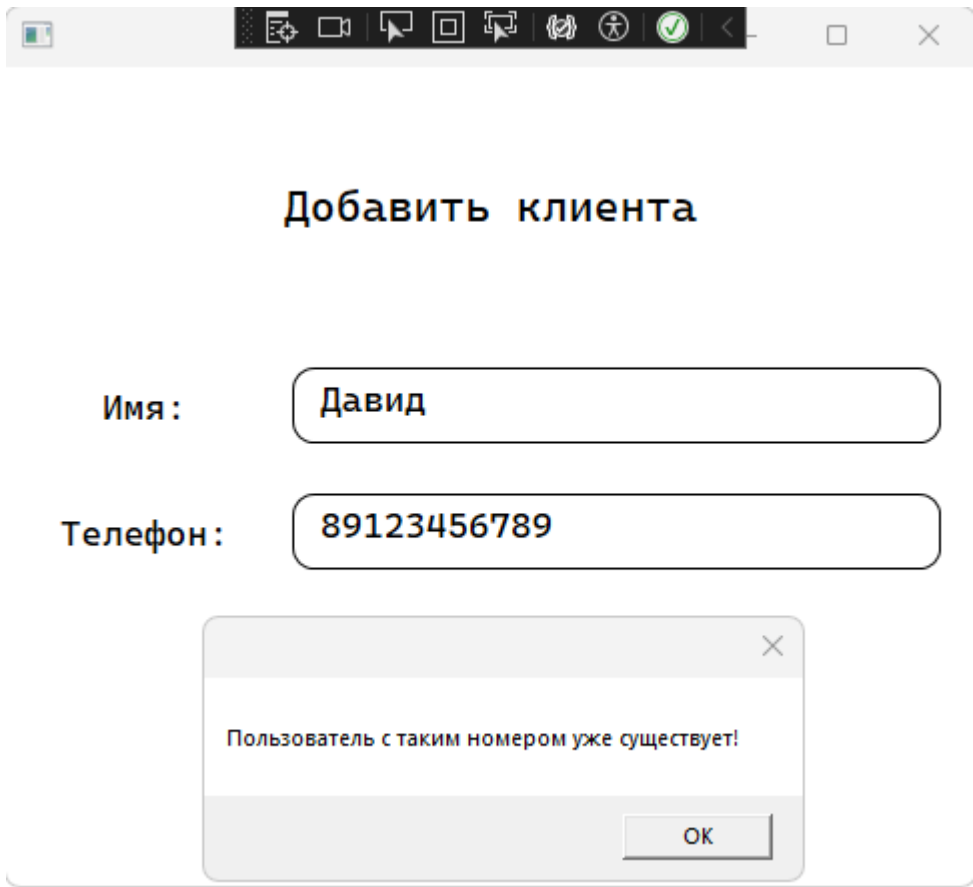 Добавить клиента
Имя:
Давид
Телефон:
89123456789
Пользователь с таким номером уже существует!
OK